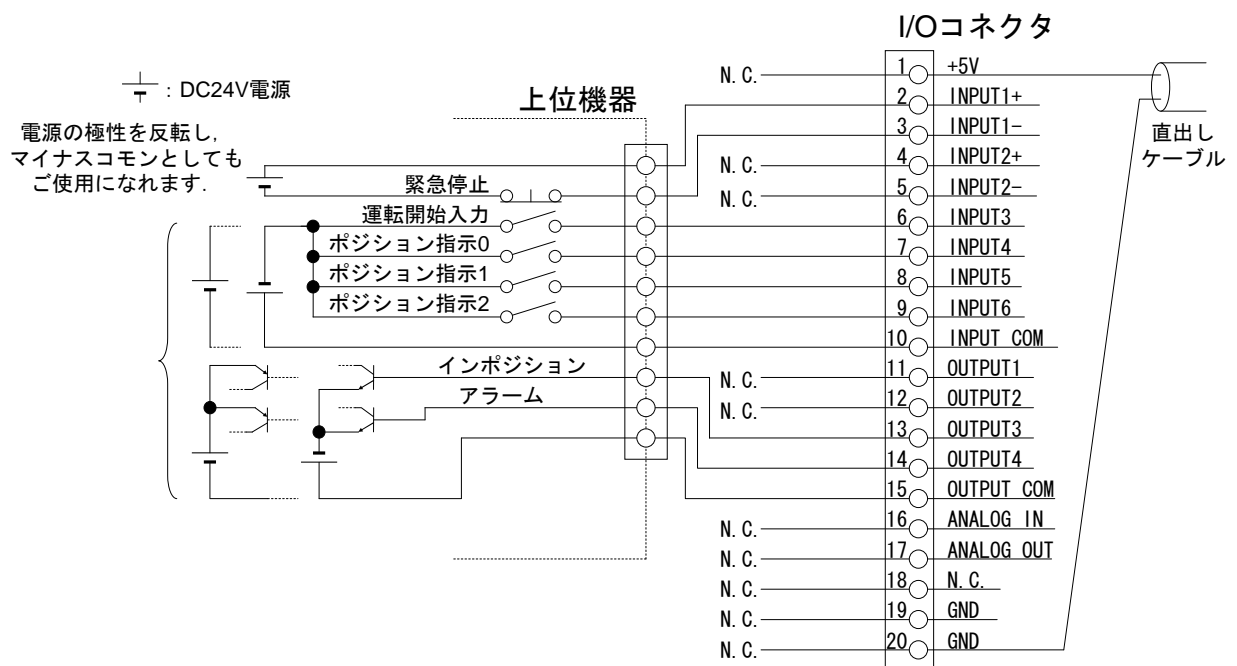 I/Oコネクタ
: DC24V電源
電源の極性を反転し,
マイナスコモンとしても
ご使用になれます.
上位機器
緊急停止
運転開始入力
ポジション指示0
ポジション指示1
ポジション指示2
インポジション
アラーム
N.C.
1 +5V
2 INPUT1+
3 INPUT1-
N.C.
4 INPUT2+
N.C.
5 INPUT2-
6 INPUT3
7 INPUT4
8 INPUT5
9 INPUT6
10 INPUT COM
N.C.
11 OUTPUT1
N.C.
12 OUTPUT2
13 OUTPUT3
14 OUTPUT4
15 OUTPUT COM
N.C.
16 ANALOG IN
N.C.
17 ANALOG OUT
N.C.
18 N.C.
N.C.
19 GND
N.C.
20 GND
直出し
ケーブル